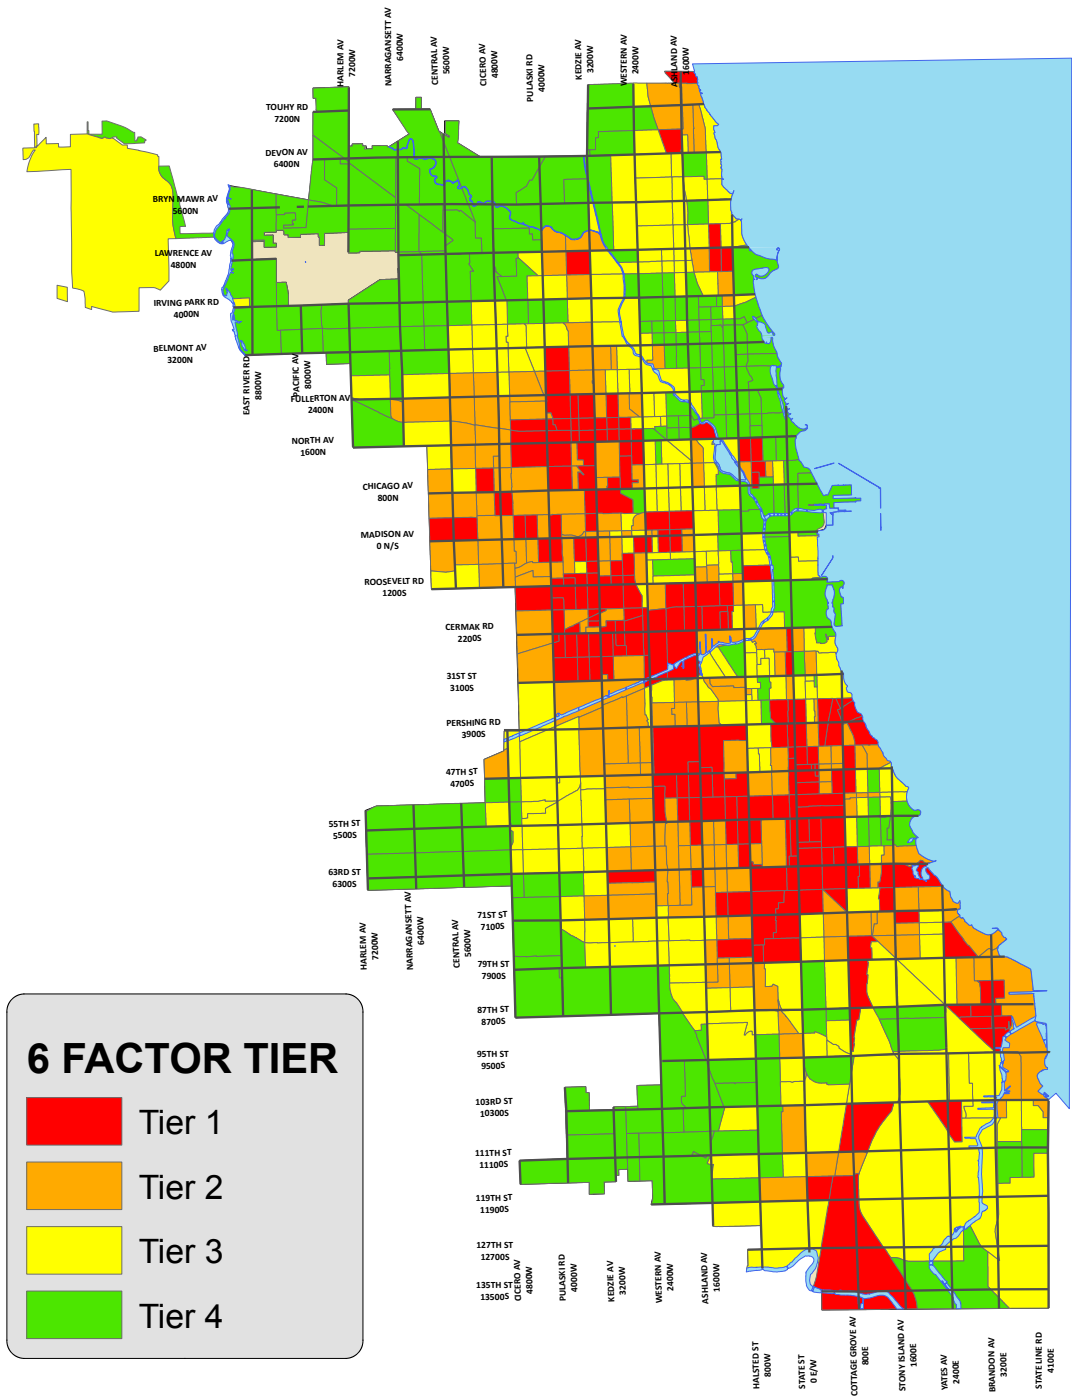 HARLEM AV
7200W
NARRAGANSETT AV
6400W
CENTRAL AV
5600W
CICERO AV
4800W
PULASKI RD
4000W
KEDZIE AV
3200W
WESTERN AV
2400W
ASHLAND AV
1600W
TOUHY RD
7200N
DEVON AV
6400N
BRYN MAWR AV
5600N
LAWRENCE AV
4800N
IRVING PARK RD
4000N
BELMONT AV
3200N
EAST RIVER RD
8800W
PACIFIC AV
8000W
FULLERTON AV
2400N
NORTH AV
1600N
CHICAGO AV
800N
MADISON AV
0 N/S
ROOSEVELT RD
1200S
CERMAK RD
2200S
31ST ST
3100S
PERSHING RD
3900S
47TH ST
4700S
55TH ST
5500S
63RD ST
6300S
HARLEM AV
7200W
NARRAGANSETT AV
6400W
CENTRAL AV
5600W
71ST ST
7100S
79TH ST
7900S
87TH ST
8700S
95TH ST
9500S
103RD ST
10300S
111TH ST
11100S
119TH ST
11900S
127TH ST
12700S
135TH ST
13500S
CICERO AV
4800W
PULASKI RD
4000W
KEDZIE AV
3200W
WESTERN AV
2400W
ASHLAND AV
1600W
HALSTED ST
800W
STATE ST
0 E/W
COTTAGE GROVE AV
800E
STONY ISLAND AV
1600E
YATES AV
2400E
BRANDON AV
3200E
STATE LINE RD
4100E
6 FACTOR TIER
Tier 1
Tier 2
Tier 3
Tier 4